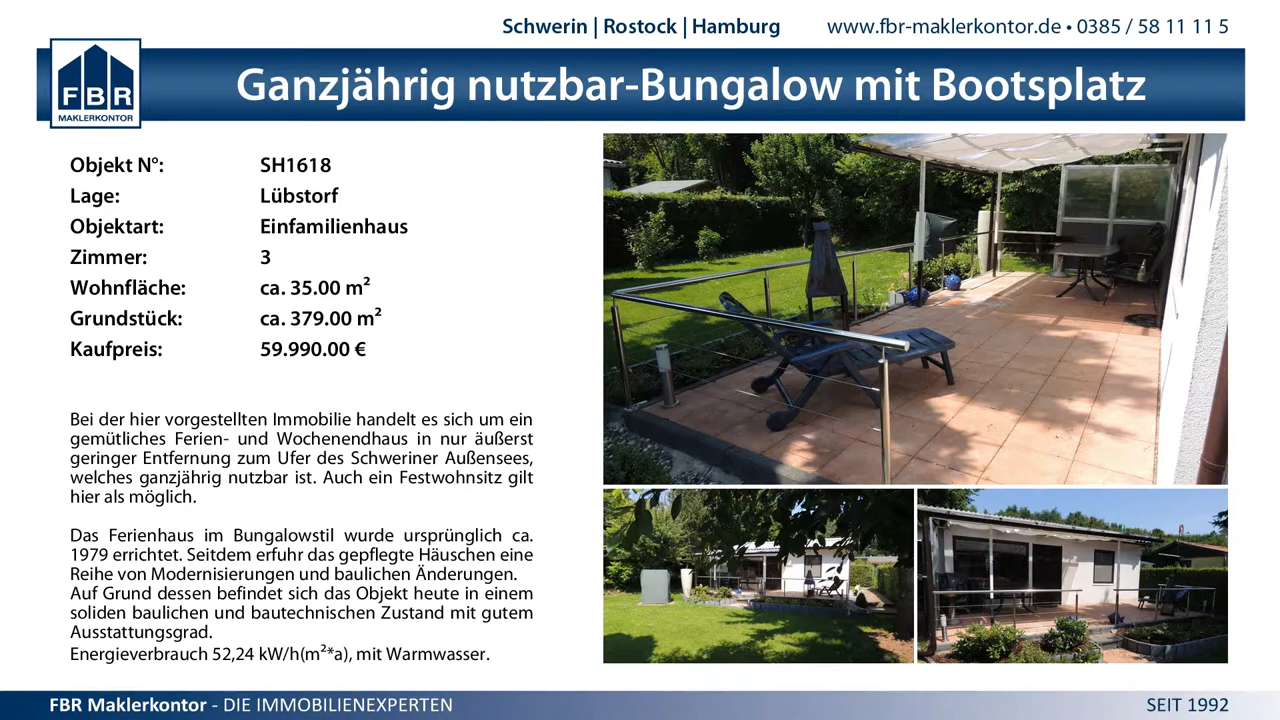 Schwerin | Rostock | Hamburg www.fbr-maklerkontor.de • 0385 / 58 11 11 5
FBR
MAKLERKONTOR
Ganzjährig nutzbar-Bungalow mit Bootsplatz
Objekt N°: SH1618
Lage: Lübstorf
Objektart: Einfamilienhaus
Zimmer: 3
Wohnfläche: ca. 35.00 m²
Grundstück: ca. 379.00 m²
Kaufpreis: 59.990.00 €
Bei der hier vorgestellten Immobilie handelt es sich um ein
gemütliches Ferien- und Wochenendhaus in nur äußerst
geringer Entfernung zum Ufer des Schweriner Außensees,
welches ganzjährig nutzbar ist. Auch ein Festwohnsitz gilt
hier als möglich.
Das Ferienhaus im Bungalowstil wurde ursprünglich ca.
1979 errichtet. Seitdem erfuhr das gepflegte Häuschen eine
Reihe von Modernisierungen und baulichen Änderungen.
Auf Grund dessen befindet sich das Objekt heute in einem
soliden baulichen und bautechnischen Zustand mit gutem
Ausstattungsgrad.
Energieverbrauch 52,24 kW/h(m²*a), mit Warmwasser.
FBR Maklerkontor - DIE IMMOBILIENEXPERTEN SEIT 1992